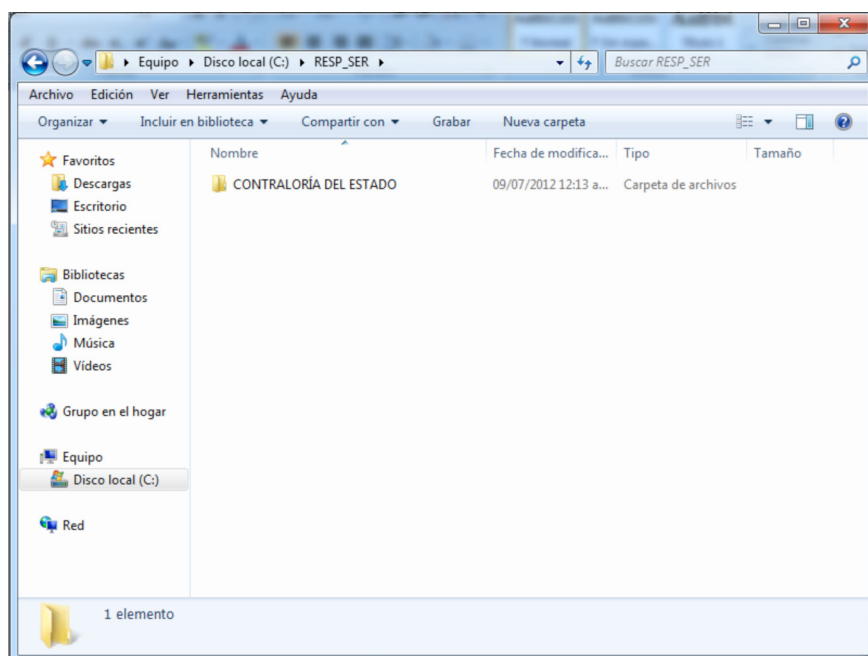 Equipo Disco local (C:) RESP_SER
Buscar RESP_SER
Archivo Edición Ver Herramientas Ayuda
Organizar Incluir en biblioteca Compartir con Grabar Nueva carpeta
Nombre Fecha de modifica... Tipo Tamaño
CONTRALORÍA DEL ESTADO 09/07/2012 12:13 a... Carpeta de archivos
Favoritos
Descargas
Escritorio
Sitios recientes
Bibliotecas
Documentos
Imágenes
Música
Vídeos
Grupo en el hogar
Equipo
Disco local (C:)
Red
1 elemento